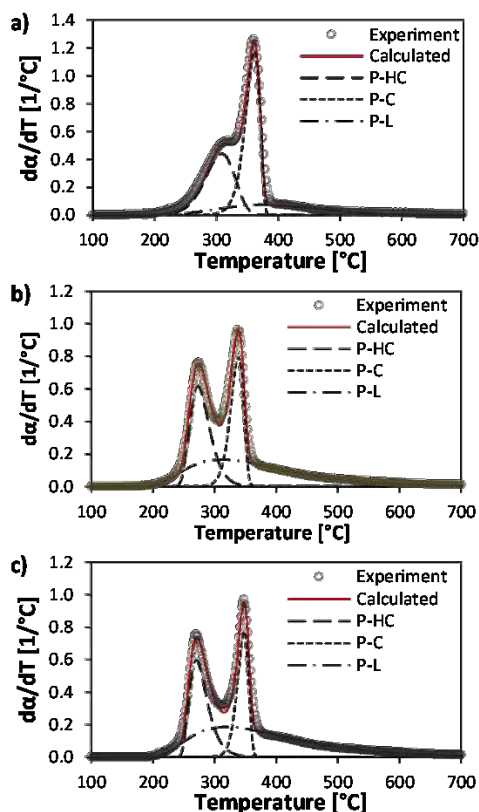 a)
1.4
1.2
1.0
0.8
0.6
0.4
0.2
0.0
dα/dT [1/°C]
Experiment
Calculated
P-HC
P-C
P-L
100 200 300 400 500 600 700
Temperature [°C]
b)
1.2
1.0
0.8
0.6
0.4
0.2
0.0
dα/dT [1/°C]
Experiment
Calculated
P-HC
P-C
P-L
100 200 300 400 500 600 700
Temperature [°C]
c)
1.2
1.0
0.8
0.6
0.4
0.2
0.0
dα/dT [1/°C]
Experiment
Calculated
P-HC
P-C
P-L
100 200 300 400 500 600 700
Temperature [°C]